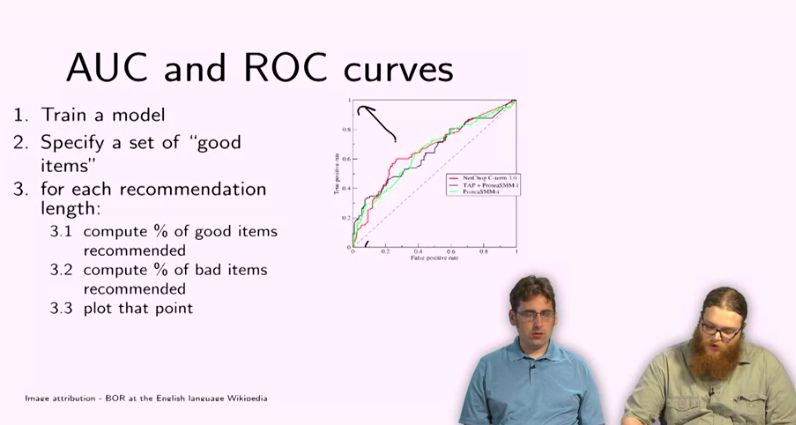 AUC and ROC curves
1. Train a model
2. Specify a set of “good
items”
3. for each recommendation
length:
3.1 compute % of good items
recommended
3.2 compute % of bad items
recommended
3.3 plot that point
1
0.8
0.6
0.4
0.2
0
True positive rate
0 0.2 0.4 0.6 0.8 1
False positive rate
NetChop C-term 3.0
TAP + ProteaSMM-i
ProteaSMM-i
Image attribution - BOR at the English language Wikipedia